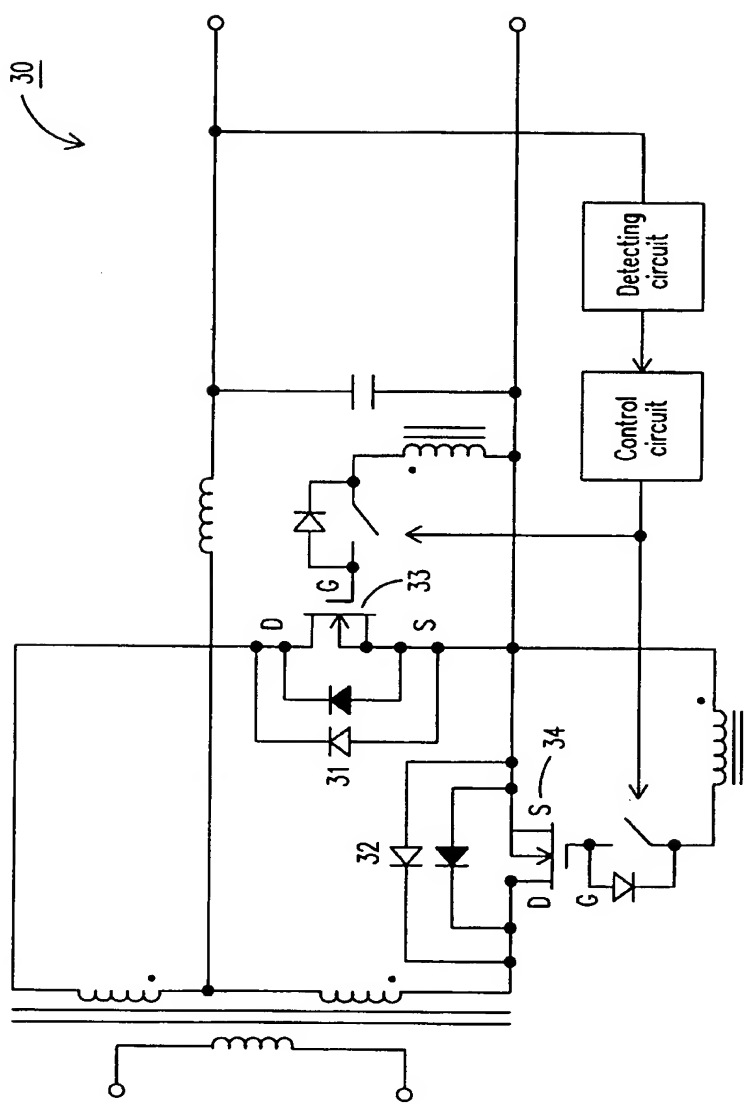 30
D
G
33
31
S
32
34
S
D
G
Control
circuit
Detecting
circuit